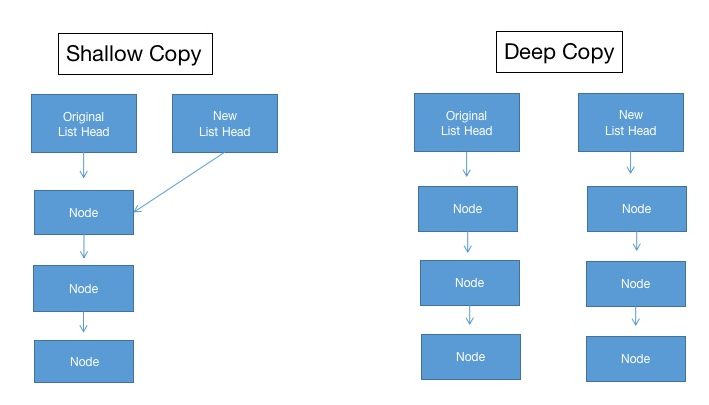 Shallow Copy
Original
List Head
New
List Head
Node
Node
Node
Deep Copy
Original
List Head
New
List Head
Node
Node
Node
Node
Node
Node